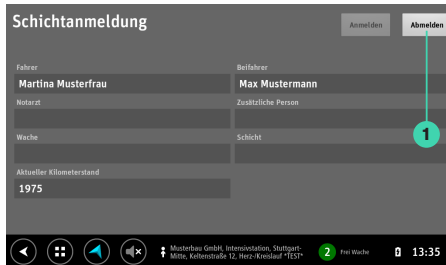 Schichtanmeldung
Anmelden
Abmelden
Fahrer
Beifahrer
Martina Musterfrau
Max Mustermann
Notarzt
Zusätzliche Person
1
Wache
Schicht
Aktueller Kilometerstand
1975
Musterbau GmbH, Intensivstation, Stuttgart-
Mitte, Keltenstraße 12, Herz-/Kreislauf *TEST*
2
Frei Wache
13:35